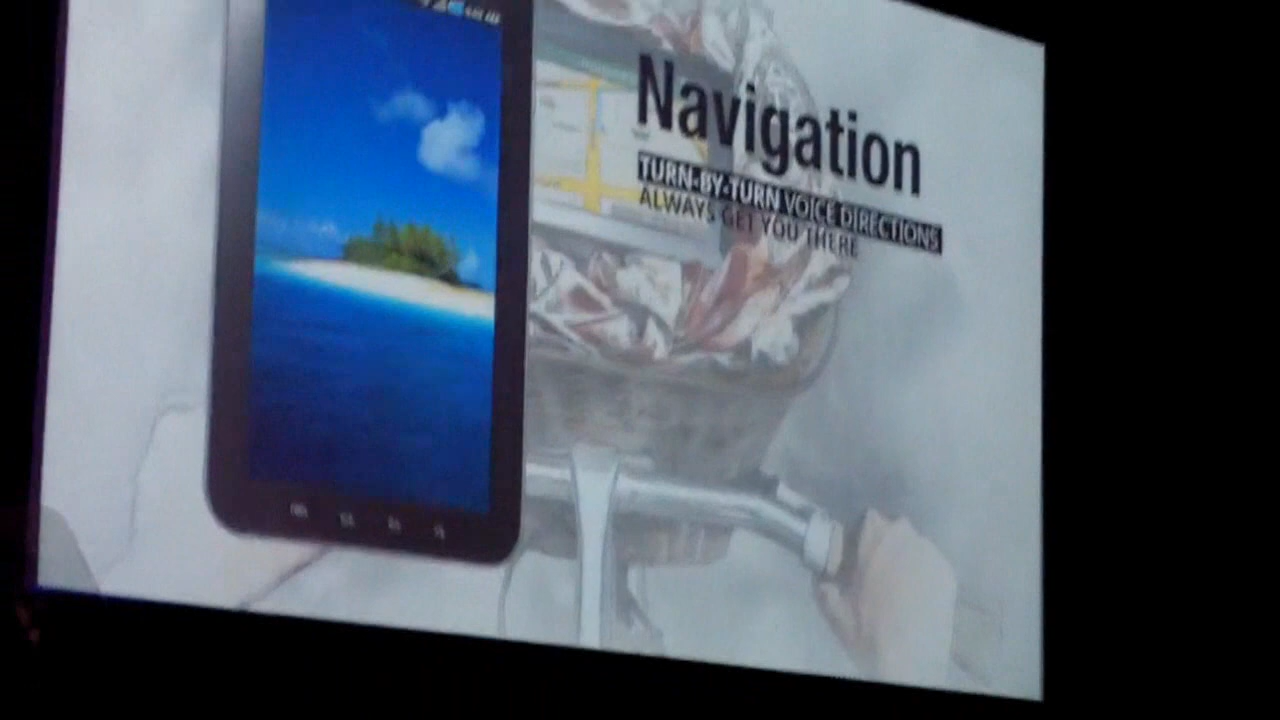 Navigation
TURN-BY-TURN VOICE DIRECTIONS
ALWAYS GET YOU THERE